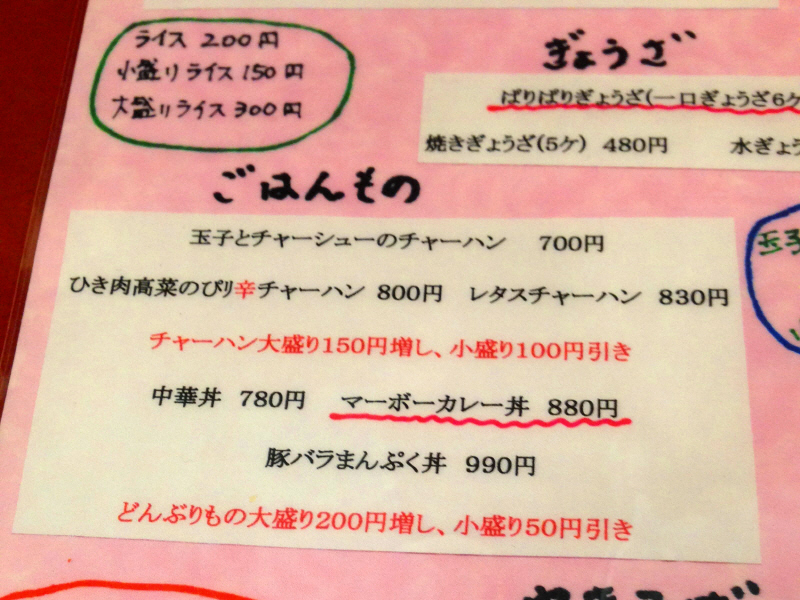 ライス 200円
小盛りライス 150円
大盛りライス 300円
ぎょうざ
ぱりぱりぎょうざ(一口ぎょうざ6ケ
焼きぎょうざ(5ケ) 480円 水ぎょう
ごはんもの
玉子とチャーシューのチャーハン 700円
ひき肉高菜のぴり辛チャーハン 800円 レタスチャーハン 830円
チャーハン大盛り150円増し、小盛り100円引き
中華丼 780円 マーボーカレー丼 880円
豚バラまんぷく丼 990円
どんぶりもの大盛り200円増し、小盛り50円引き
玉子